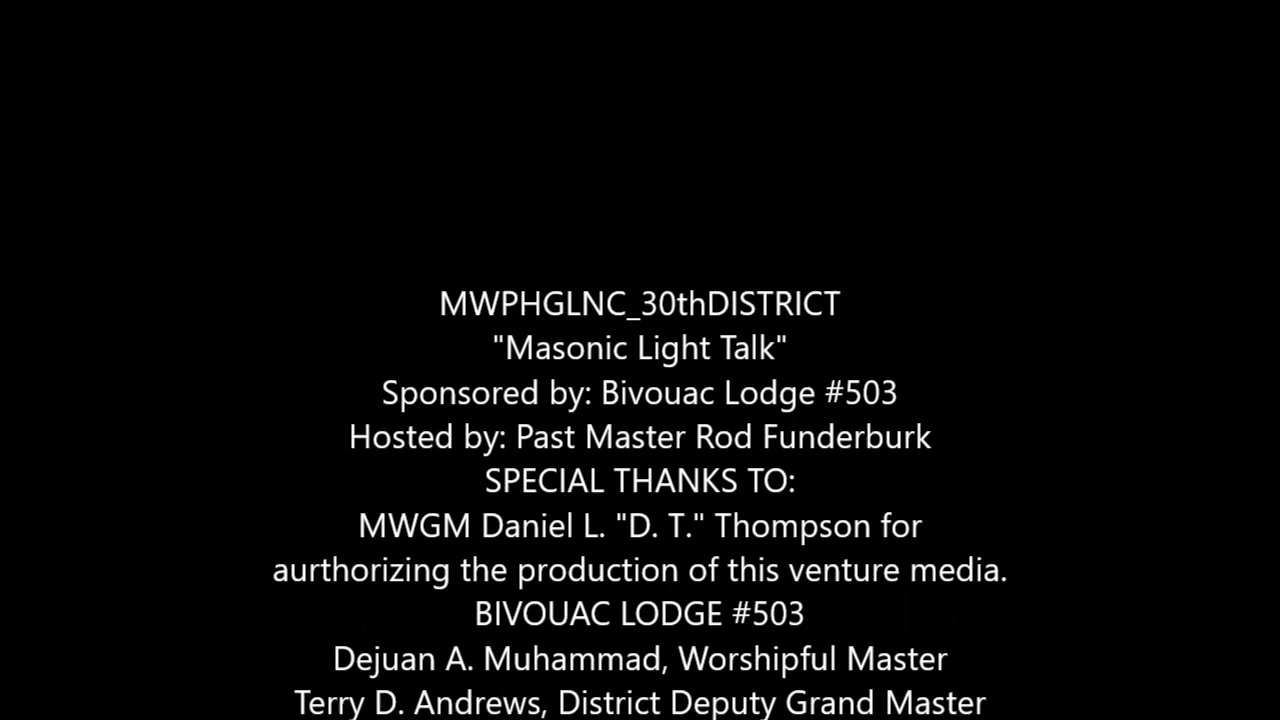 MWPHGLNC_30thDISTRICT
"Masonic Light Talk"
Sponsored by: Bivouac Lodge #503
Hosted by: Past Master Rod Funderburk
SPECIAL THANKS TO:
MWGM Daniel L. "D. T." Thompson for
aurthorizing the production of this venture media.
BIVOUAC LODGE #503
Dejuan A. Muhammad, Worshipful Master
Terry D. Andrews, District Deputy Grand Master